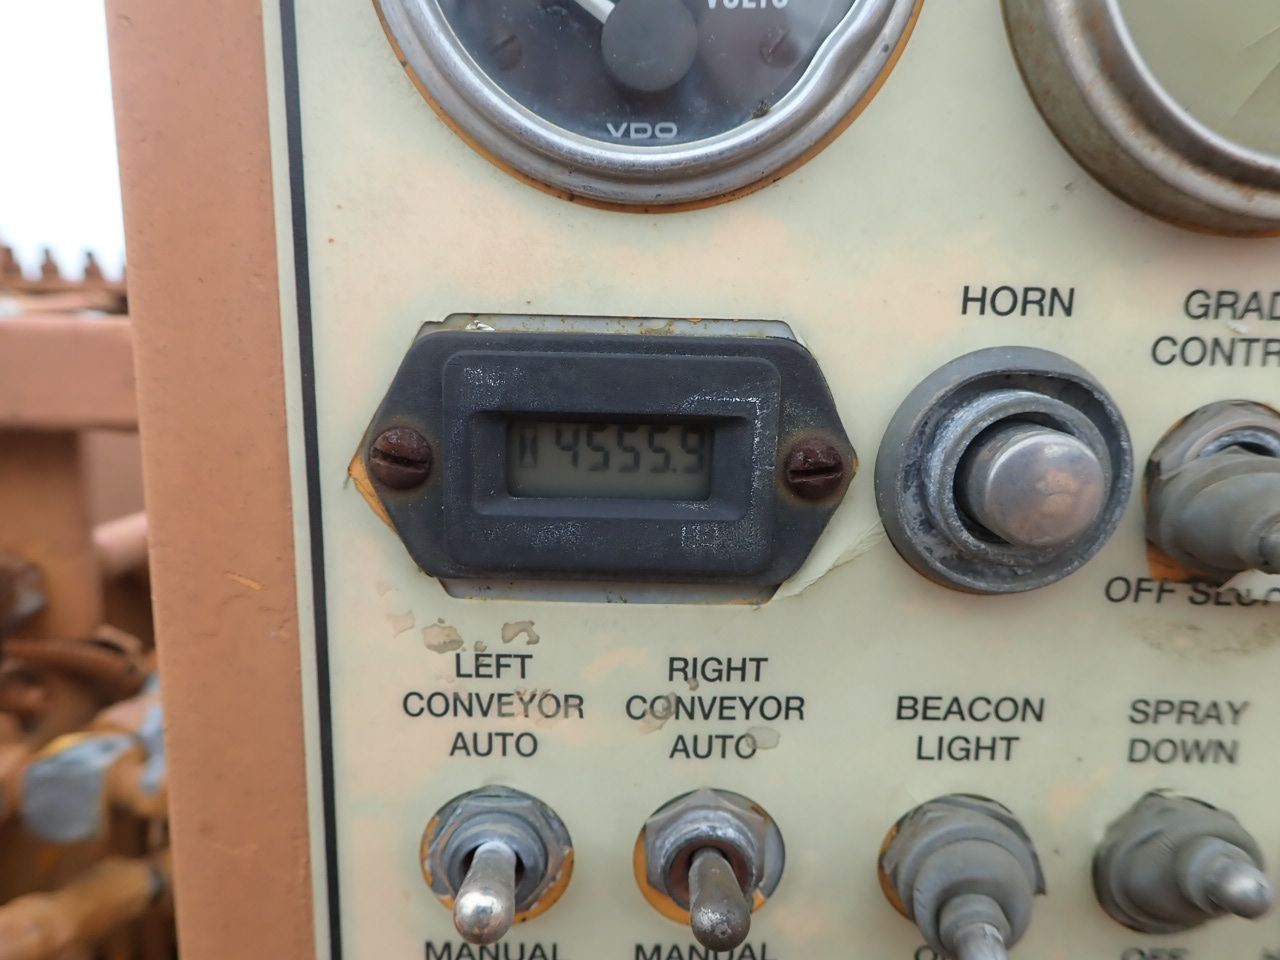 VOLTS
VDO
HORN
GRAD
CONTR
4555.9
OFF
LEFT
CONVEYOR
AUTO
RIGHT
CONVEYOR
AUTO
BEACON
LIGHT
SPRAY
DOWN
MANUAL
MANUAL
OFF